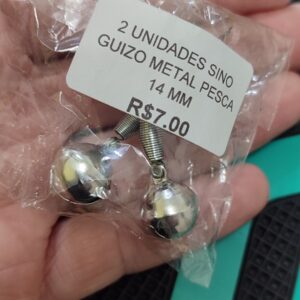 2 UNIDADES SINO
GUIZO METAL PESCA
14 MM
R$7.00